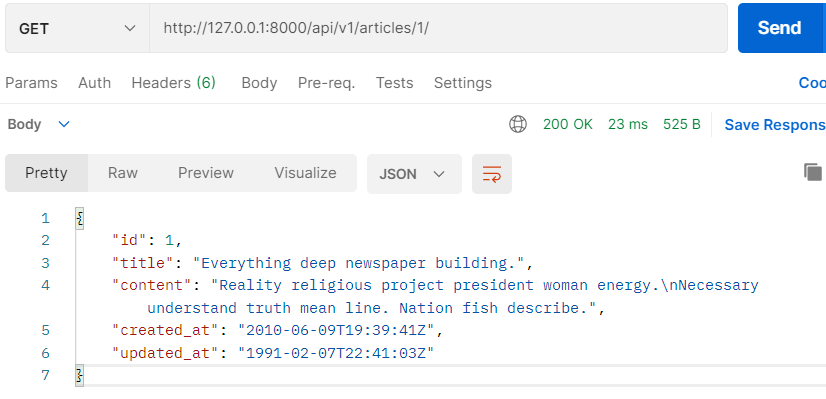 GET http://127.0.0.1:8000/api/v1/articles/1/ Send
Params Auth Headers (6) Body Pre-req. Tests Settings Coo
Body 200 OK 23 ms 525 B Save Respons
Pretty Raw Preview Visualize JSON
1 {
2 "id": 1,
3 "title": "Everything deep newspaper building.",
4 "content": "Reality religious project president woman energy.\nNecessary
understand truth mean line. Nation fish describe.",
5 "created_at": "2010-06-09T19:39:41Z",
6 "updated_at": "1991-02-07T22:41:03Z"
7 }